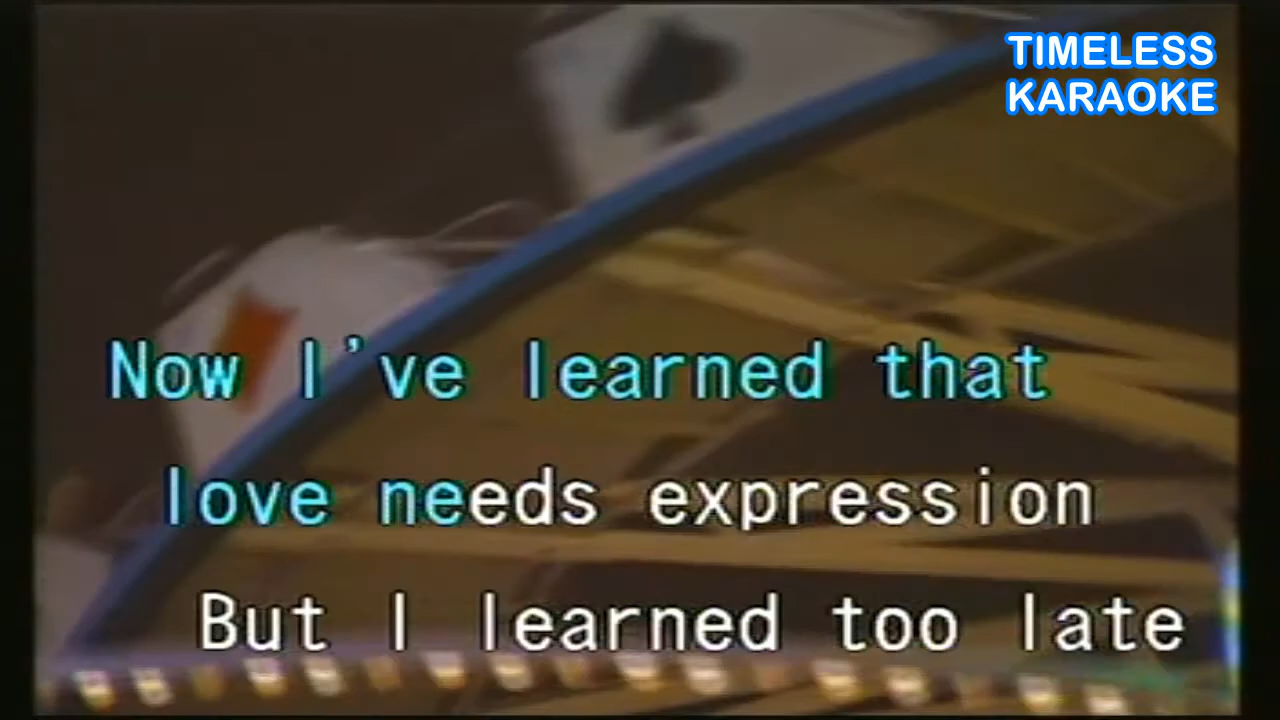 TIMELESS
KARAOKE
Now I've learned that
love needs expression
But I learned too late